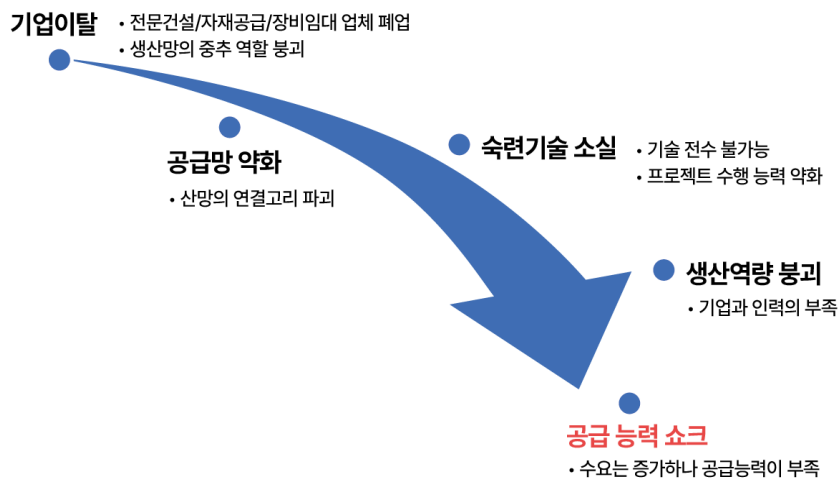 기업이탈
• 전문건설/자재공급/장비임대 업체 폐업
• 생산망의 중추 역할 붕괴
공급망 약화
• 산망의 연결고리 파괴
숙련기술 소실
• 기술 전수 불가능
• 프로젝트 수행 능력 약화
생산역량 붕괴
• 기업과 인력의 부족
공급 능력 쇼크
• 수요는 증가하나 공급능력이 부족